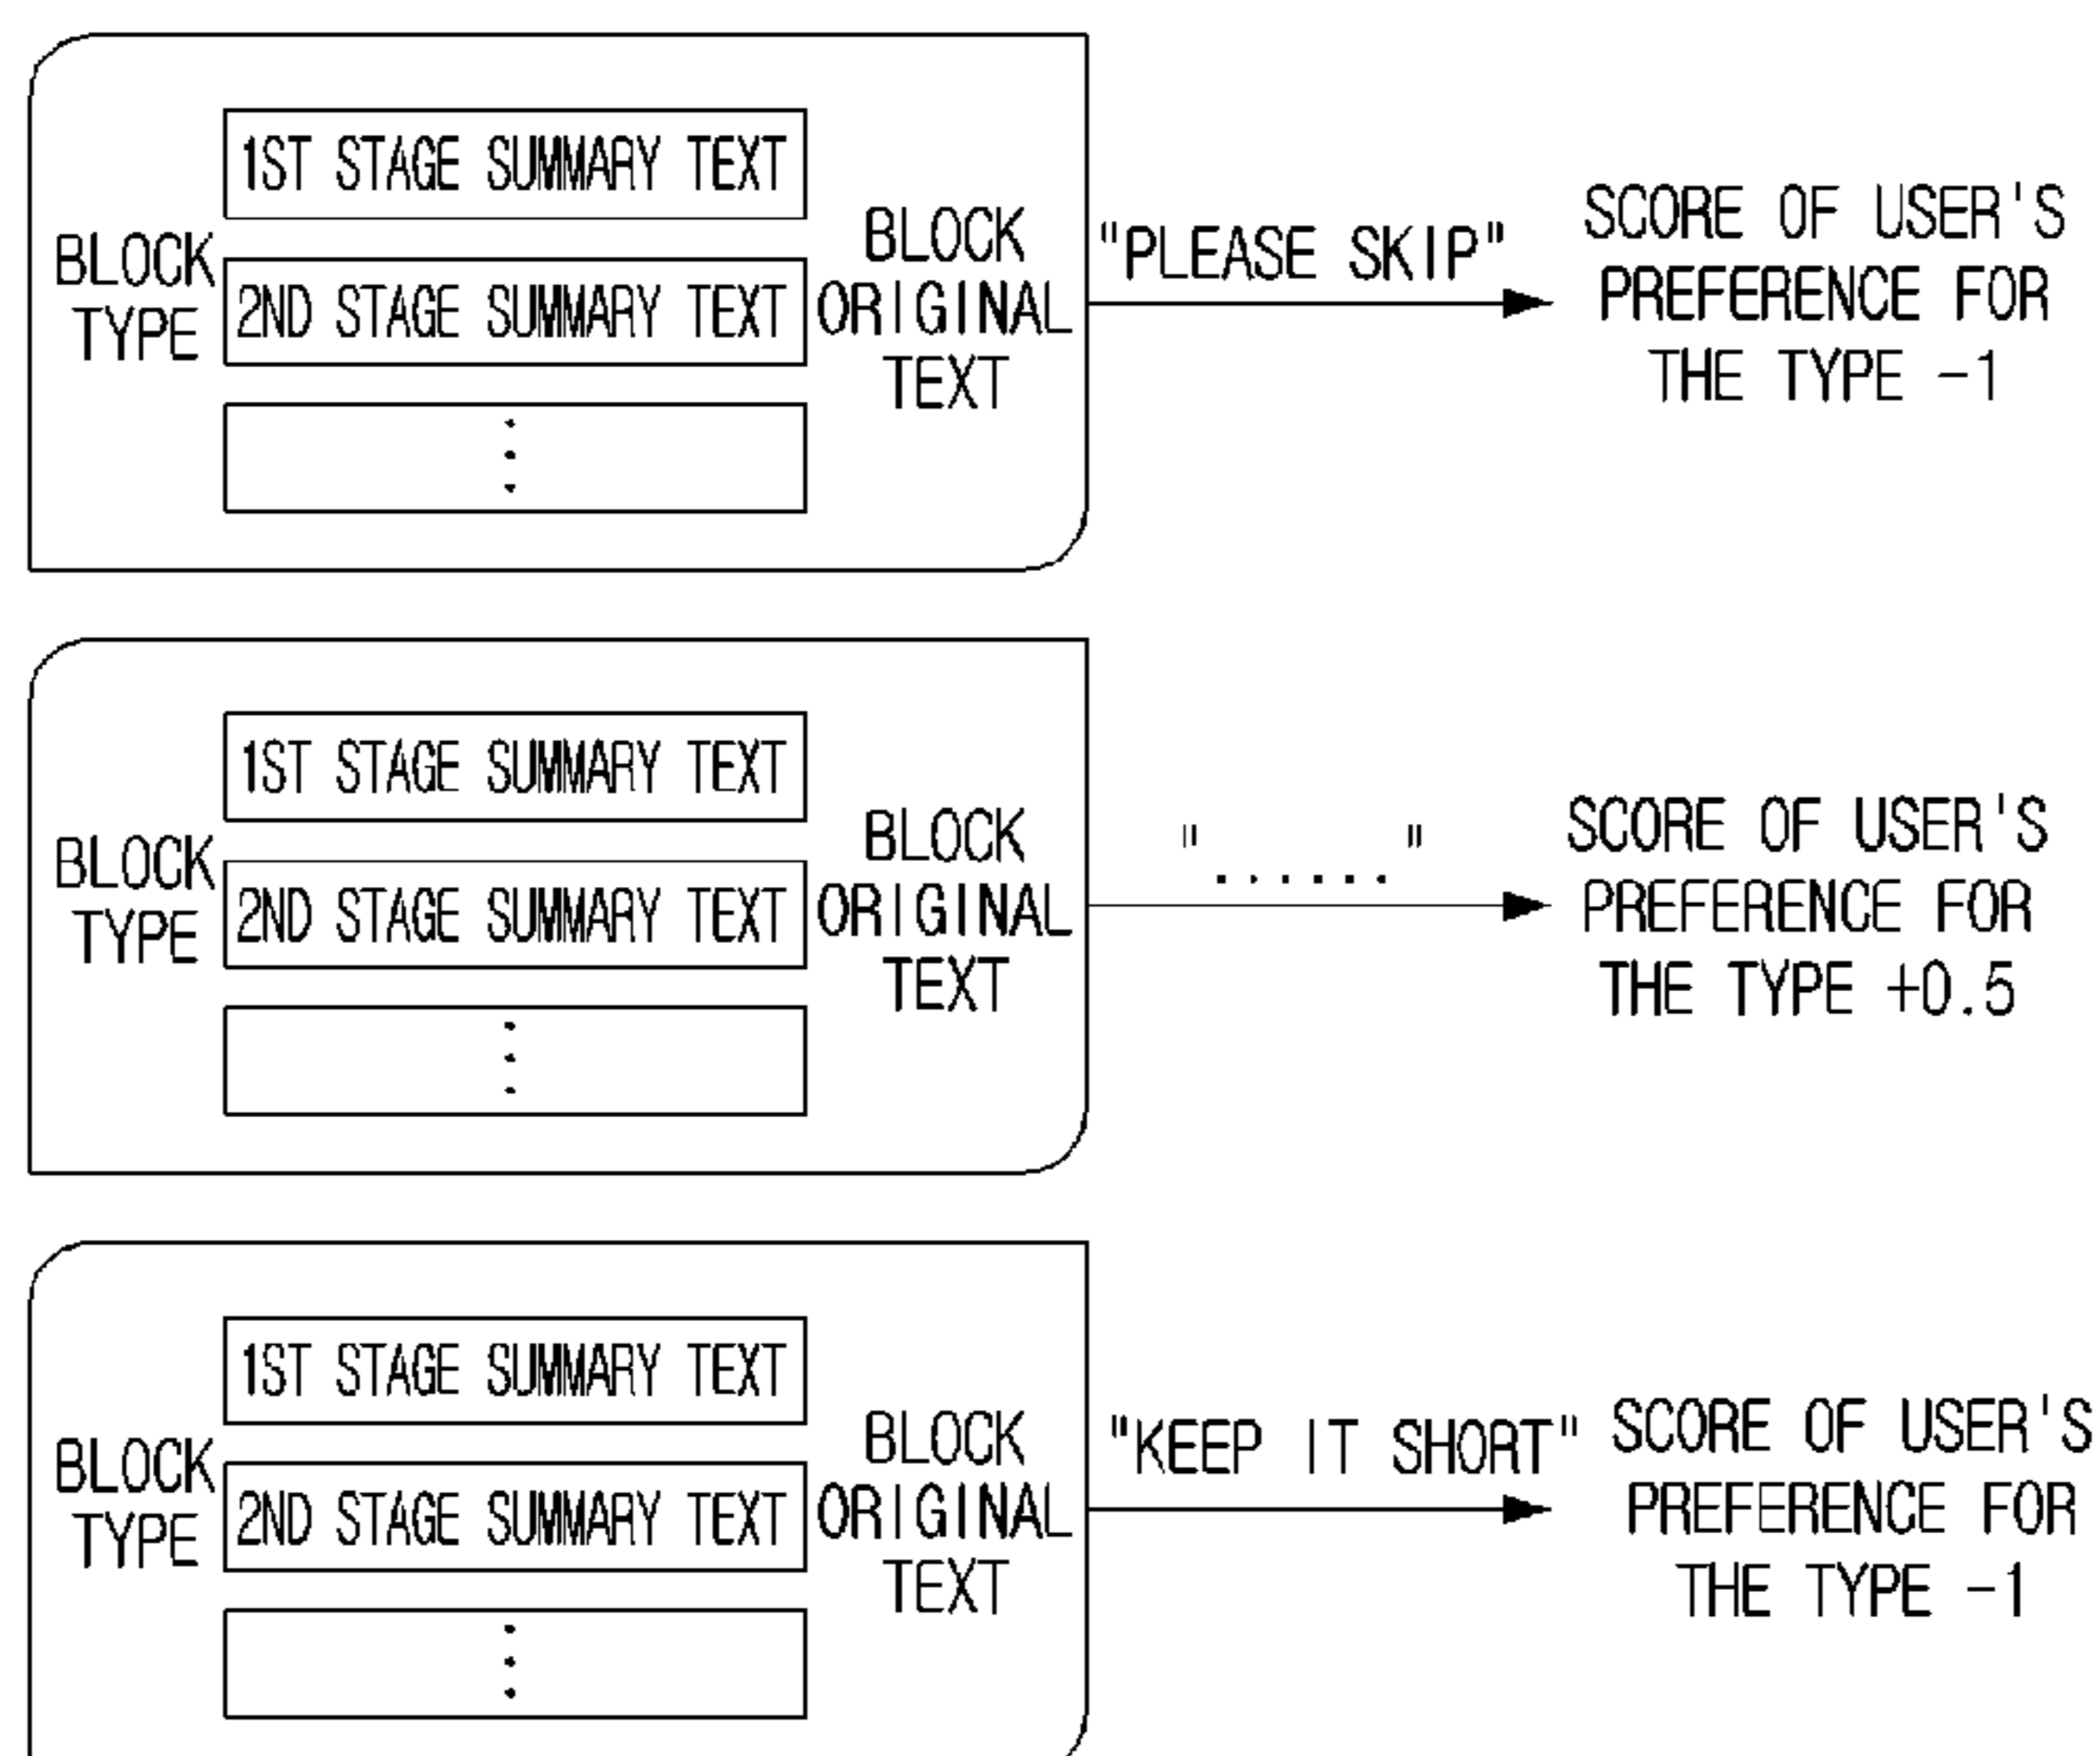 BLOCK
TYPE
1ST STAGE SUMMARY TEXT
2ND STAGE SUMMARY TEXT
⋮
BLOCK
ORIGINAL
TEXT
"PLEASE SKIP"
SCORE OF USER'S
PREFERENCE FOR
THE TYPE -1
BLOCK
TYPE
1ST STAGE SUMMARY TEXT
2ND STAGE SUMMARY TEXT
⋮
BLOCK
ORIGINAL
TEXT
"......"
SCORE OF USER'S
PREFERENCE FOR
THE TYPE +0.5
BLOCK
TYPE
1ST STAGE SUMMARY TEXT
2ND STAGE SUMMARY TEXT
⋮
BLOCK
ORIGINAL
TEXT
"KEEP IT SHORT"
SCORE OF USER'S
PREFERENCE FOR
THE TYPE -1